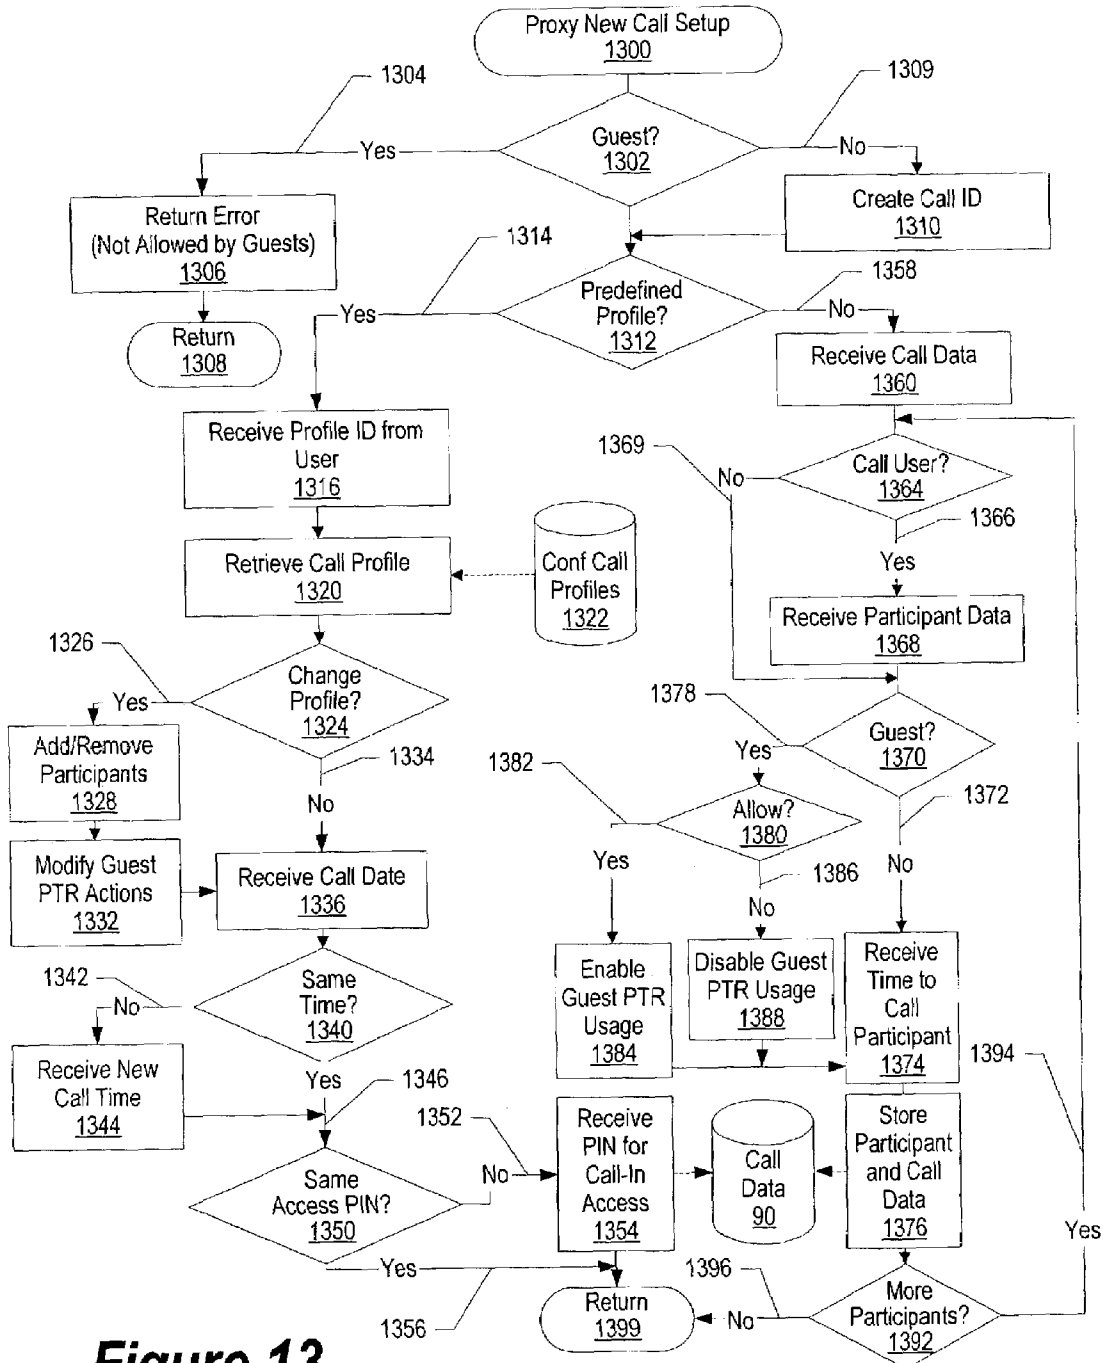 Proxy New Call Setup
1300
1304
1309
Guest?
1302
Yes
No
Return Error
(Not Allowed by Guests)
1306
Create Call ID
1310
1314
1358
Return
1308
Predefined
Profile?
1312
Yes
No
Receive Call Data
1360
Receive Profile ID from
User
1316
1369
No
Call User?
1364
1366
Yes
Retrieve Call Profile
1320
Conf Call
Profiles
1322
Receive Participant Data
1368
1326
Change
Profile?
1324
Yes
1334
No
1378
Guest?
1370
Yes
1372
No
Add/Remove
Participants
1328
1382
Allow?
1380
Yes
1386
No
Modify Guest
PTR Actions
1332
Receive Call Date
1336
Enable
Guest PTR
Usage
1384
Disable Guest
PTR Usage
1388
Receive
Time to
Call
Participant
1374
1342
No
Same
Time?
1340
Yes
1346
1394
Receive New
Call Time
1344
1352
Receive
PIN for
Call-In
Access
1354
Call
Data
90
Store
Participant
and Call
Data
1376
Same
Access PIN?
1350
No
Yes
Yes
1356
1396
Return
1399
No
More
Participants?
1392
Figure 13